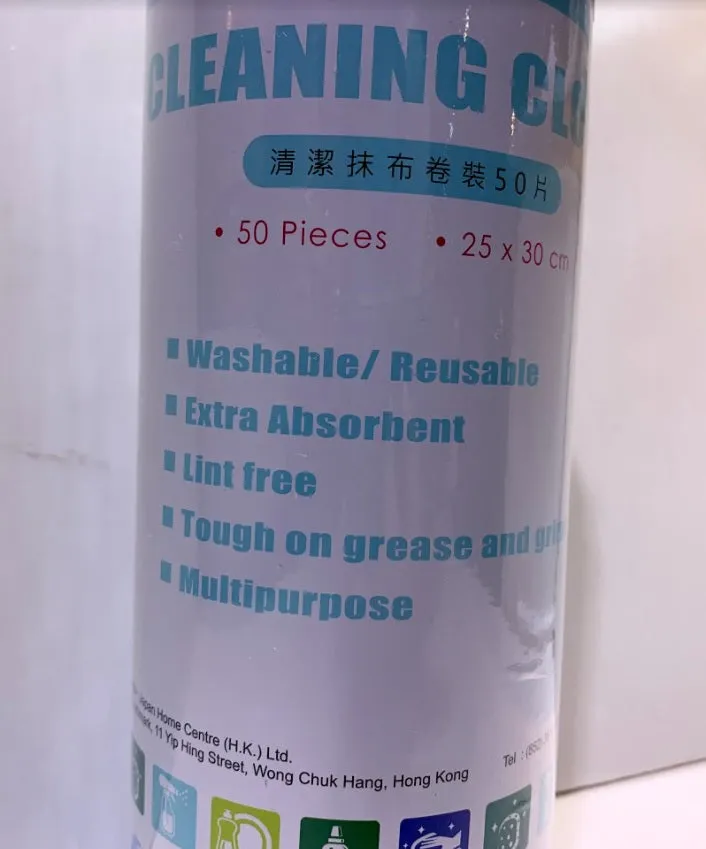 CLEANING
清潔抹布卷裝50片
• 50 Pieces • 25 x 30 cm
Washable/ Reusable
Extra Absorbent
Lint free
Tough on grease and
Multipurpose
Japan Home Centre (H.K.) Ltd.
11 Yip Hing Street, Wong Chuk Hang, Hong Kong
Tel : (852)